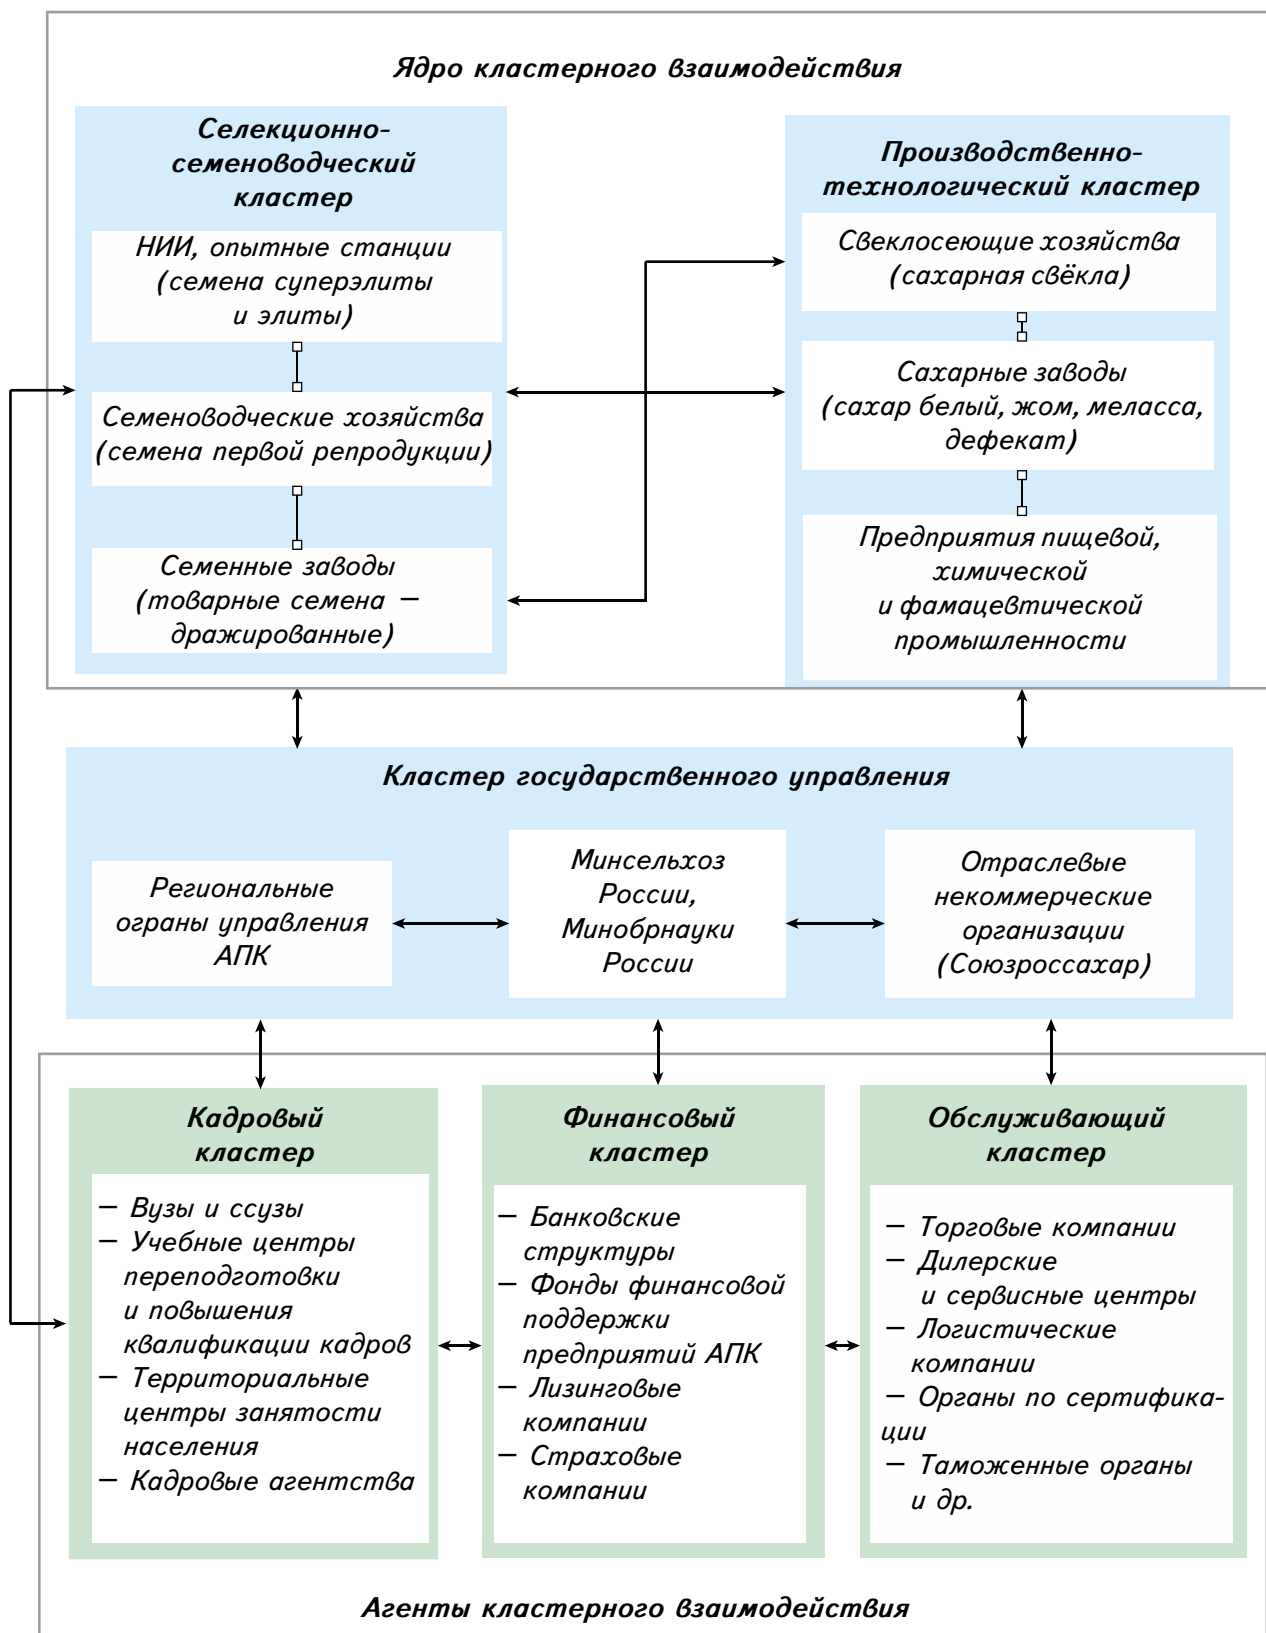 Ядро кластерного взаимодействия
Селекционно-
семеноводческий
кластер
НИИ, опытные станции
(семена суперэлиты
и элиты)
Семеноводческие хозяйства
(семена первой репродукции)
Семенные заводы
(товарные семена —
дражированные)
Производственно-
технологический кластер
Свеклосеющие хозяйства
(сахарная свёкла)
Сахарные заводы
(сахар белый, жом, меласса,
дефекат)
Предприятия пищевой,
химической
и фамацевтической
промышленности
Кластер государственного управления
Региональные
ограны управления
АПК
Минсельхоз
России,
Минобрнауки
России
Отраслевые
некоммерческие
организации
(Союзроссахар)
Кадровый
кластер
— Вузы и ссузы
— Учебные центры
переподготовки
и повышения
квалификации кадров
— Территориальные
центры занятости
населения
— Кадровые агентства
Финансовый
кластер
— Банковские
структуры
— Фонды финансовой
поддержки
предприятий АПК
— Лизинговые
компании
— Страховые
компании
Обслуживающий
кластер
— Торговые компании
— Дилерские
и сервисные центры
— Логистические
компании
— Органы по сертифика-
ции
— Таможенные органы
и др.
Агенты кластерного взаимодействия